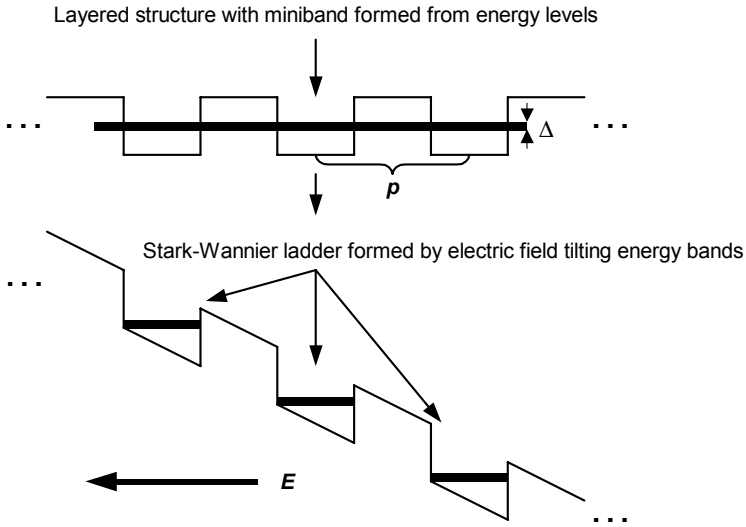 Layered structure with miniband formed from energy levels
... ...
Δ
p
Stark-Wannier ladder formed by electric field tilting energy bands
...
E
...